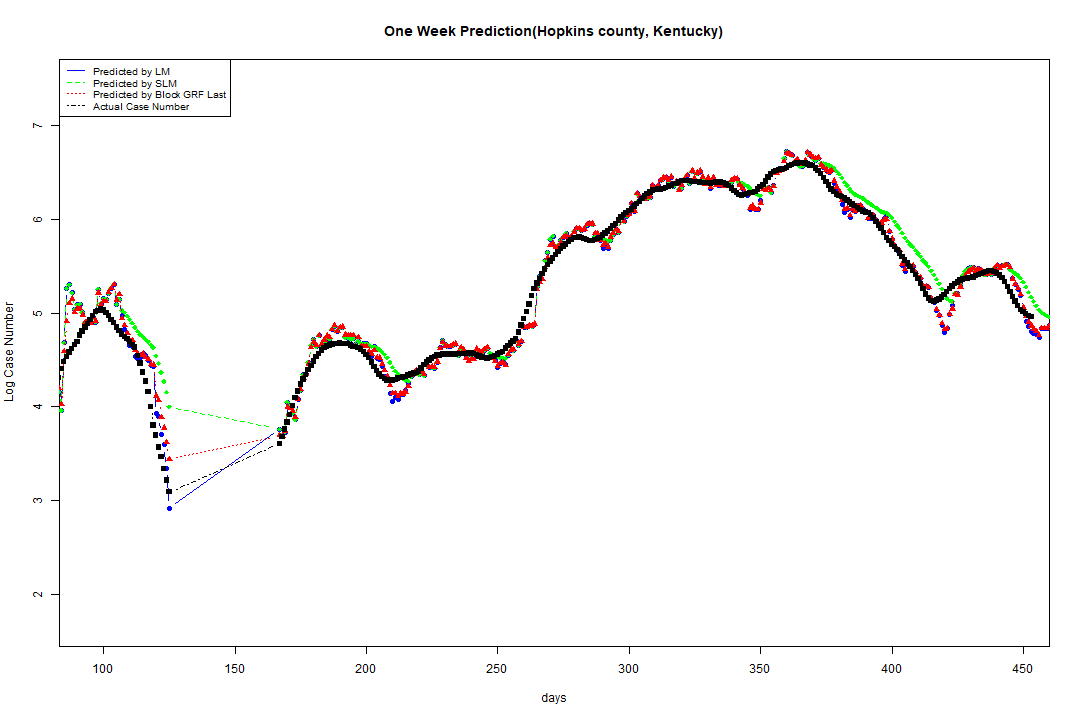 One Week Prediction(Hopkins county, Kentucky)
Predicted by LM
Predicted by SLM
Predicted by Block GRF Last
Actual Case Number
7
6
5
4
3
2
Log Case Number
100 150 200 250 300 350 400 450
days